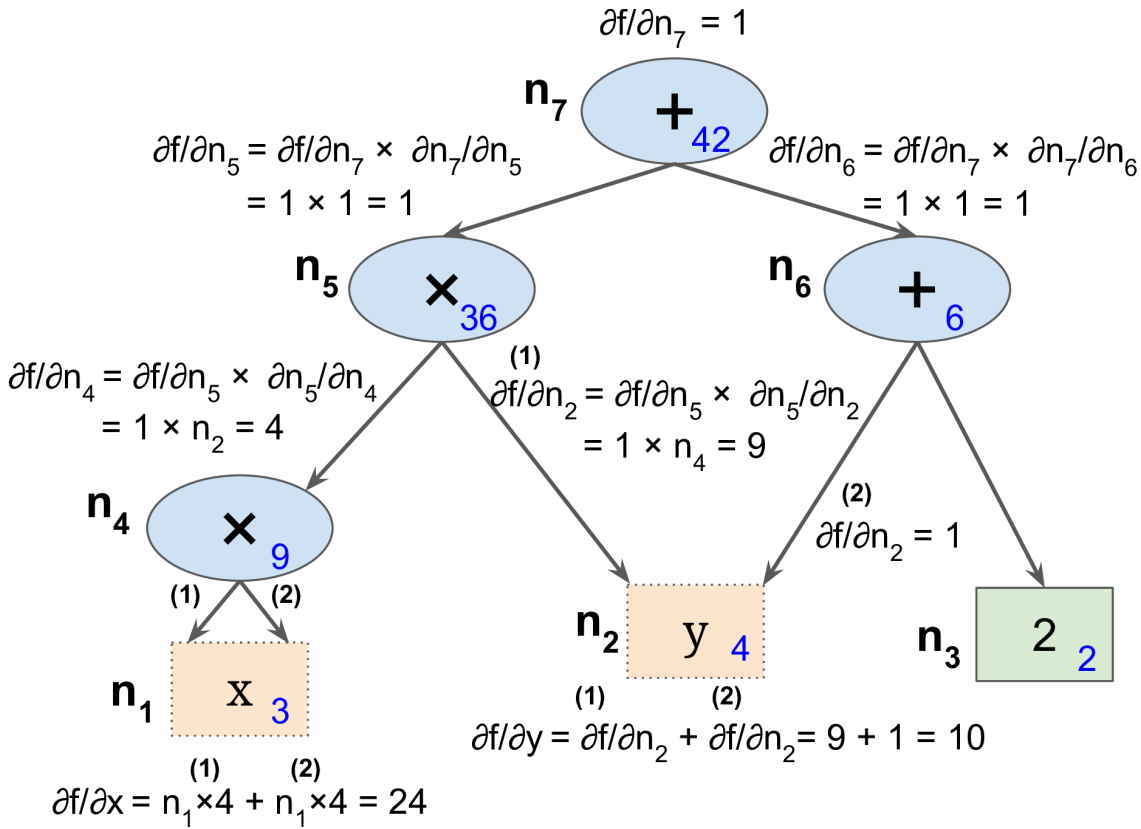 ∂f/∂n7 = 1
n7
+
42
∂f/∂n5 = ∂f/∂n7 × ∂n7/∂n5
= 1 × 1 = 1
∂f/∂n6 = ∂f/∂n7 × ∂n7/∂n6
= 1 × 1 = 1
n5
×
36
n6
+
6
∂f/∂n4 = ∂f/∂n5 × ∂n5/∂n4
= 1 × n2 = 4
(1)
∂f/∂n2 = ∂f/∂n5 × ∂n5/∂n2
= 1 × n4 = 9
n4
×
9
(2)
∂f/∂n2 = 1
(1) (2)
n1
x 3
n2
y 4
n3
2 2
(1) (2)
∂f/∂y = ∂f/∂n2 + ∂f/∂n2= 9 + 1 = 10
(1) (2)
∂f/∂x = n1×4 + n1×4 = 24